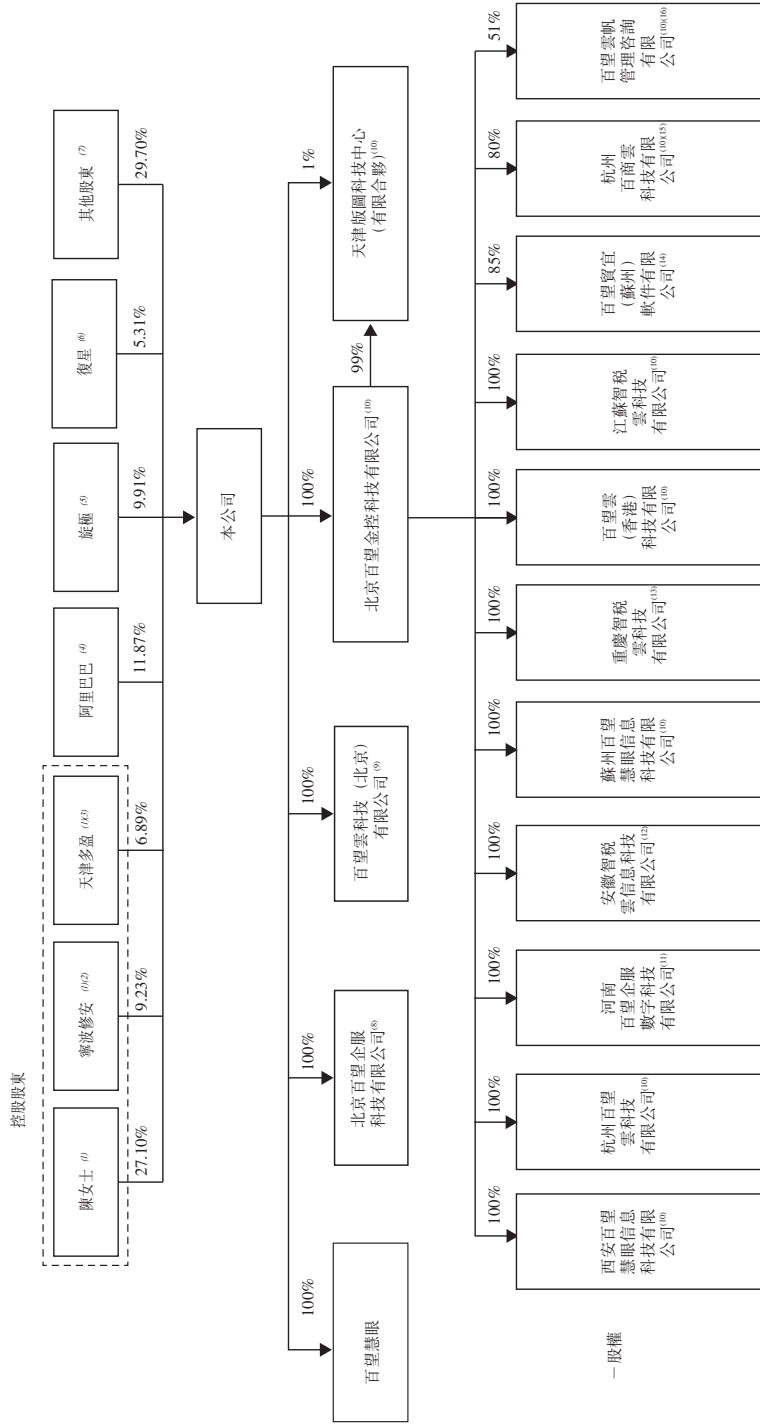 控股股東
陳女士 (1)
寧波修安 (1)(2)
天津多盈 (1)(3)
阿里巴巴 (4)
旋極 (5)
復星 (6)
其他股東 (7)
27.10%
9.23%
6.89%
11.87%
9.91%
5.31%
29.70%
本公司
100%
100%
100%
100%
1%
百望慧眼
北京百望企服
科技有限公司(8)
百望雲科技（北京）
有限公司(9)
北京百望金控科技有限公司(10)
99%
天津版圖科技中心
（有限合夥）(10)
100%
100%
100%
100%
100%
100%
100%
100%
85%
80%
51%
西安百望
慧眼信息
科技有限
公司(10)
杭州百望
雲科技
有限公司(10)
河南
百望企服
數字科技
有限公司(11)
安徽智稅
雲信息科技
有限公司(12)
蘇州百望
慧眼信息
科技有限
公司(10)
重慶智稅
雲科技
有限公司(13)
百望雲
（香港）
科技有限
公司(10)
江蘇智稅
雲科技
有限公司(10)
百望貿宜
（蘇州）
軟件有限
公司(14)
杭州
百商雲
科技有限
公司(10)(15)
百望雲帆
管理咨詢
有限
公司(10)(16)
— 股權